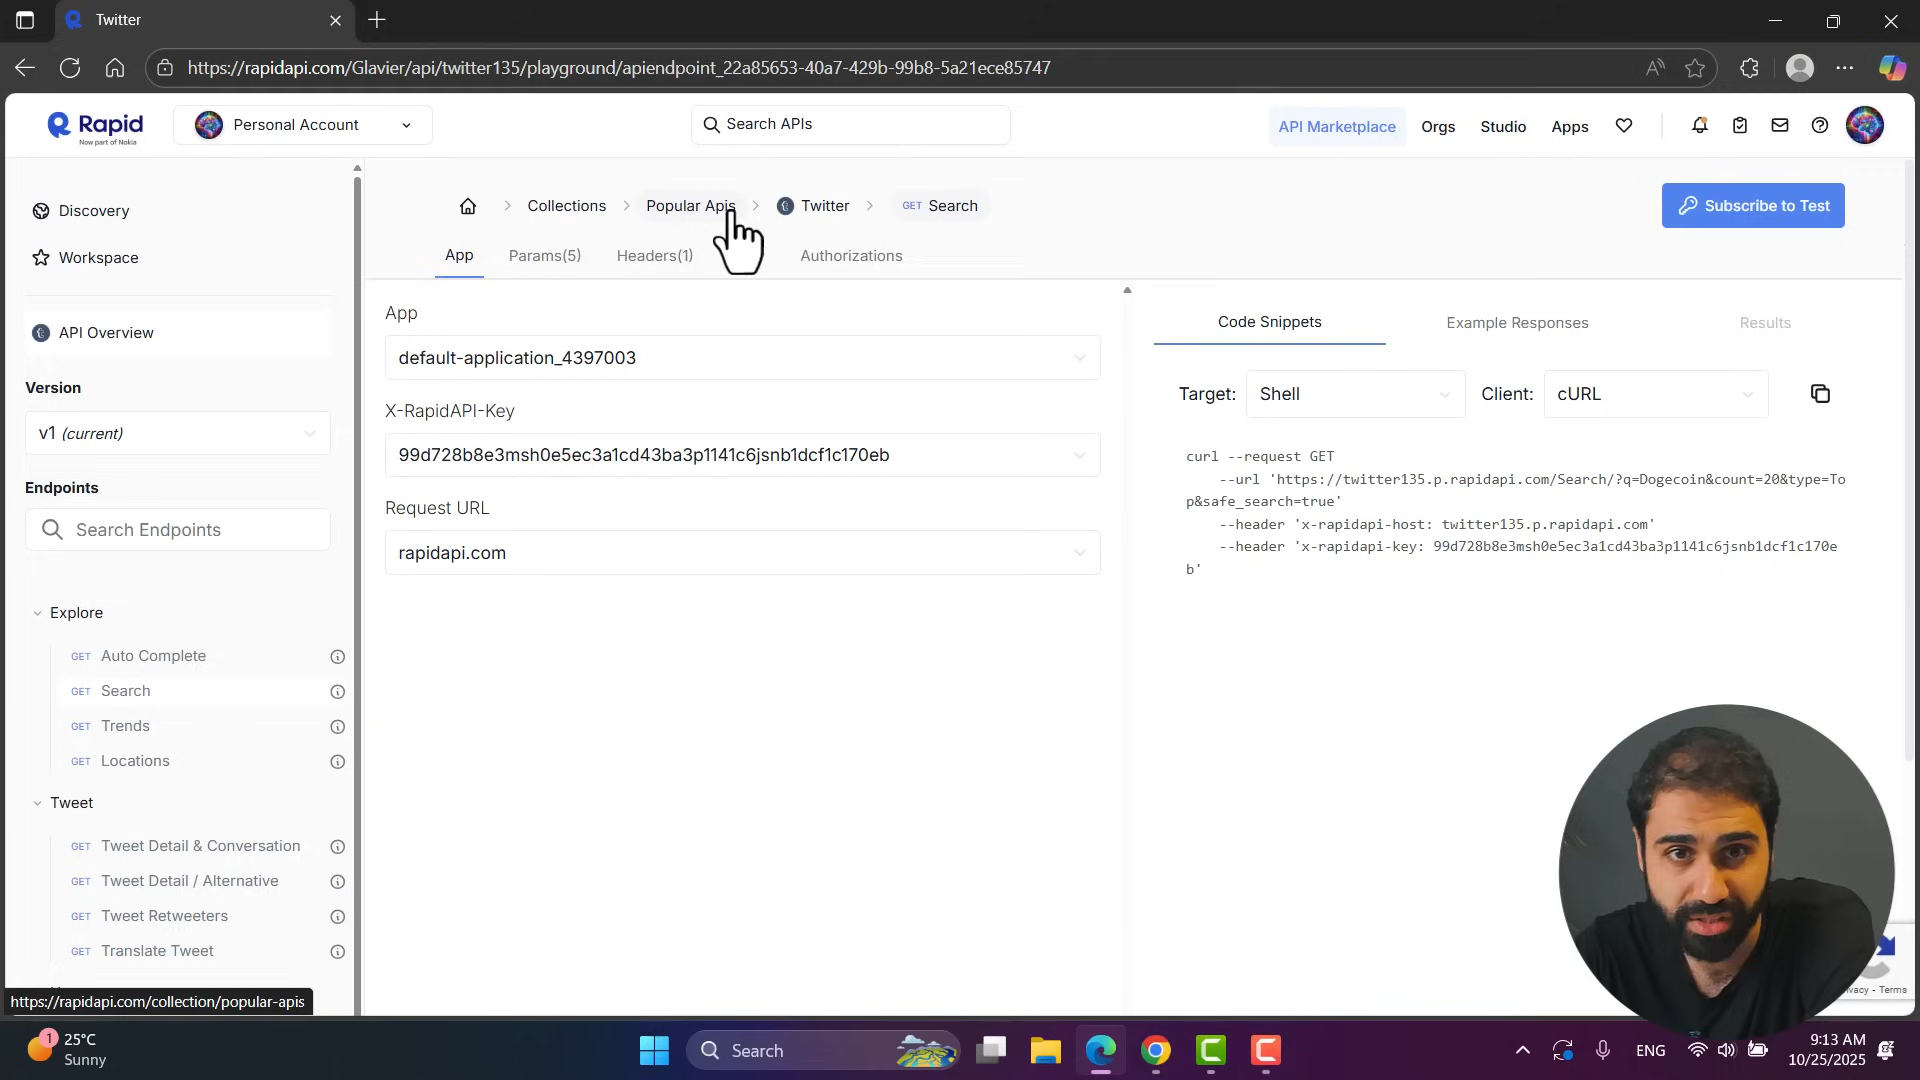 Twitter
https://rapidapi.com/Glavier/api/twitter135/playground/apiendpoint_22a85653-40a7-429b-99b8-5a21ece85747
Rapid
Now part of Nokia
Personal Account
Search APIs
API Marketplace
Orgs
Studio
Apps
Discovery
Workspace
API Overview
Version
v1 (current)
Endpoints
Search Endpoints
Explore
GET Auto Complete
GET Search
GET Trends
GET Locations
Tweet
GET Tweet Detail & Conversation
GET Tweet Detail / Alternative
GET Tweet Retweeters
GET Translate Tweet
https://rapidapi.com/collection/popular-apis
Collections > Popular Apis > Twitter > GET Search
Subscribe to Test
App
Params(5)
Headers(1)
Authorizations
App
default-application_4397003
X-RapidAPI-Key
99d728b8e3msh0e5ec3a1cd43ba3p1141c6jsnb1dcf1c170eb
Request URL
rapidapi.com
Code Snippets
Example Responses
Results
Target: Shell
Client: cURL
curl --request GET
--url 'https://twitter135.p.rapidapi.com/Search/?q=Dogecoin&count=20&type=To
p&safe_search=true'
--header 'x-rapidapi-host: twitter135.p.rapidapi.com'
--header 'x-rapidapi-key: 99d728b8e3msh0e5ec3a1cd43ba3p1141c6jsnb1dcf1c170e
b'
- Terms
1
25°C
Sunny
Search
ENG
9:13 AM
10/25/2025